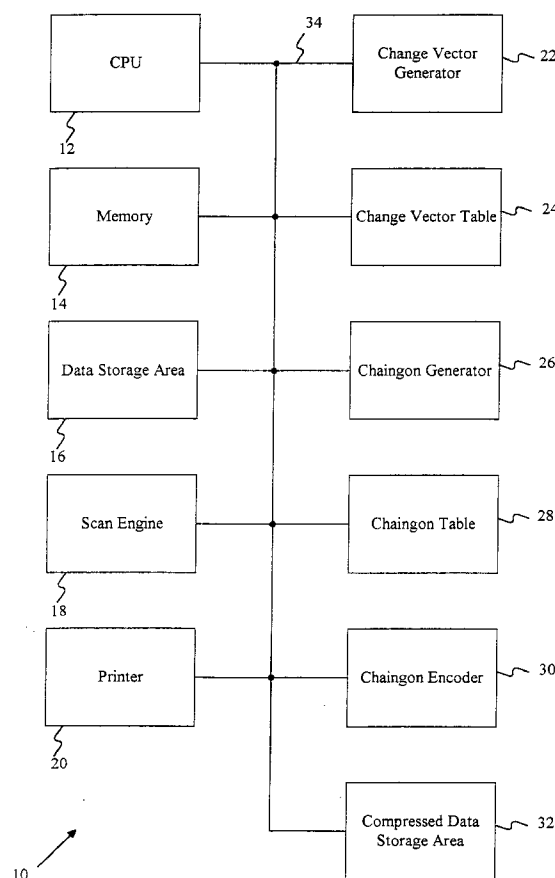 34
CPU
Change Vector
Generator
22
12
Memory
Change Vector Table
24
14
Data Storage Area
Chaingon Generator
26
16
Scan Engine
Chaingon Table
28
18
Printer
Chaingon Encoder
30
20
Compressed Data
Storage Area
32
10